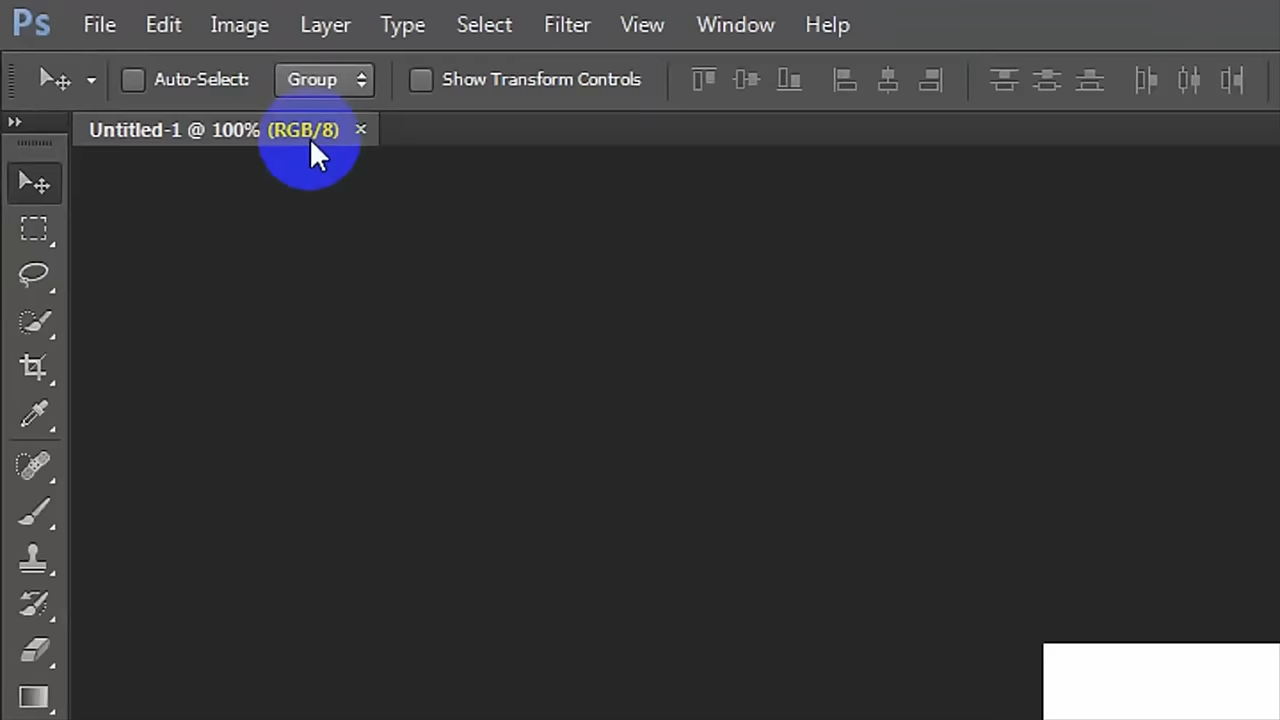 Ps File Edit Image Layer Type Select Filter View Window Help
Auto-Select: Group Show Transform Controls
Untitled-1 @ 100% (RGB/8) ×